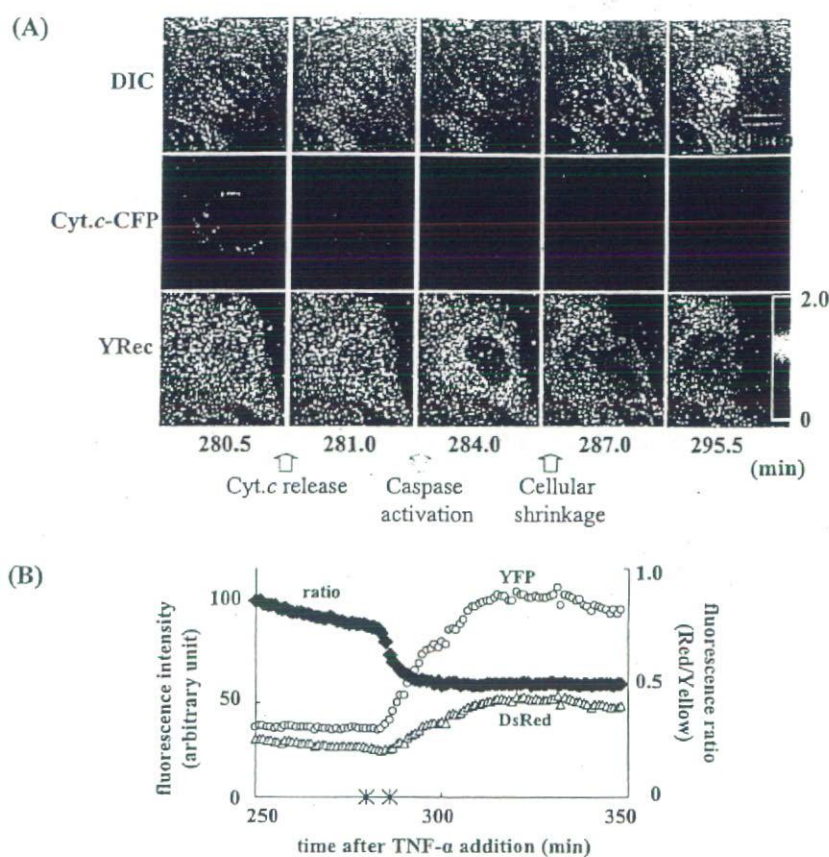 (A)
DIC
Cyt.c-CFP
YRec
2.0
0
280.5 281.0 284.0 287.0 295.5
(min)
Cyt.c release
Caspase activation
Cellular shrinkage
(B)
fluorescence intensity
(arbitrary unit)
100
50
0
ratio
YFP
DsRed
1.0
0.5
0
fluorescence ratio
(Red/Yellow)
250 300 350
time after TNF-α addition (min)